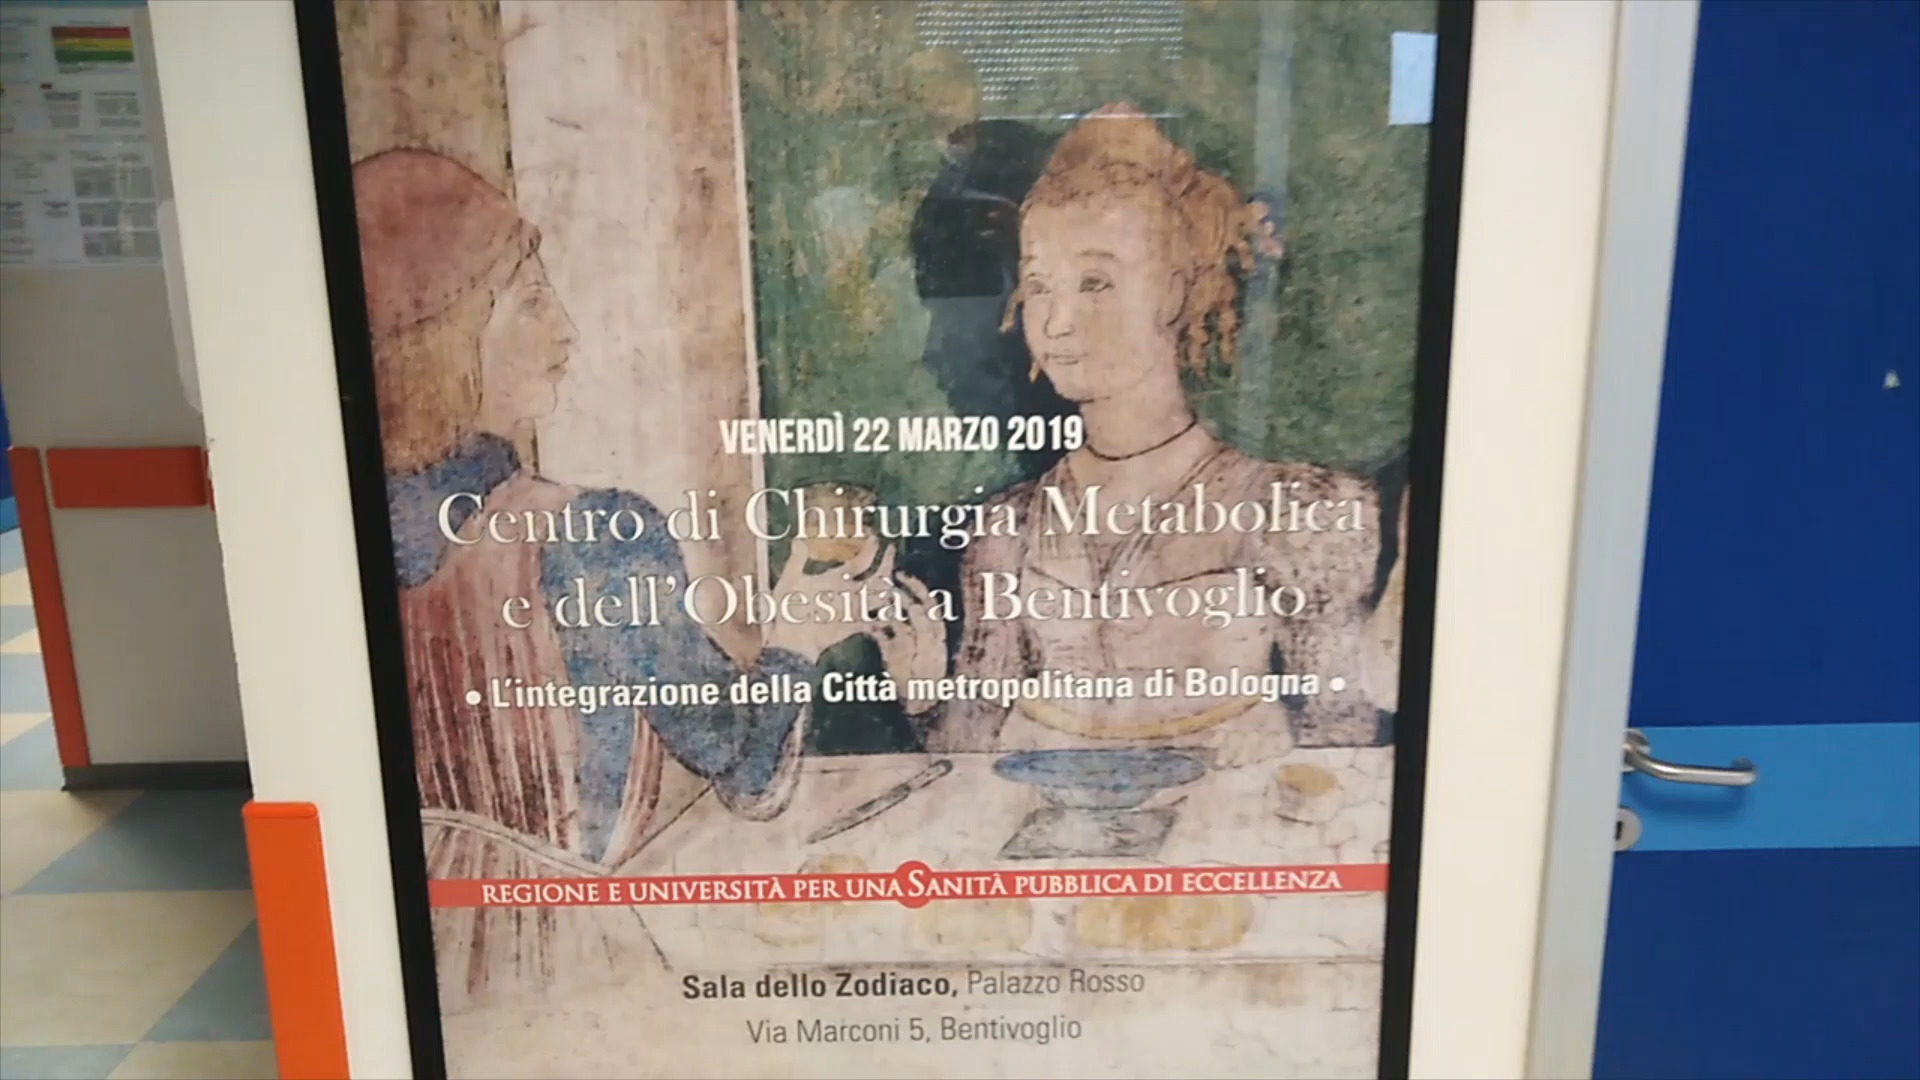 VENERDÌ 22 MARZO 2019
Centro di Chirurgia Metabolica
e dell'Obesità a Bentivoglio
• L'integrazione della Città metropolitana di Bologna •
REGIONE E UNIVERSITÀ PER UNA SANITÀ PUBBLICA DI ECCELLENZA
Sala dello Zodiaco, Palazzo Rosso
Via Marconi 5, Bentivoglio